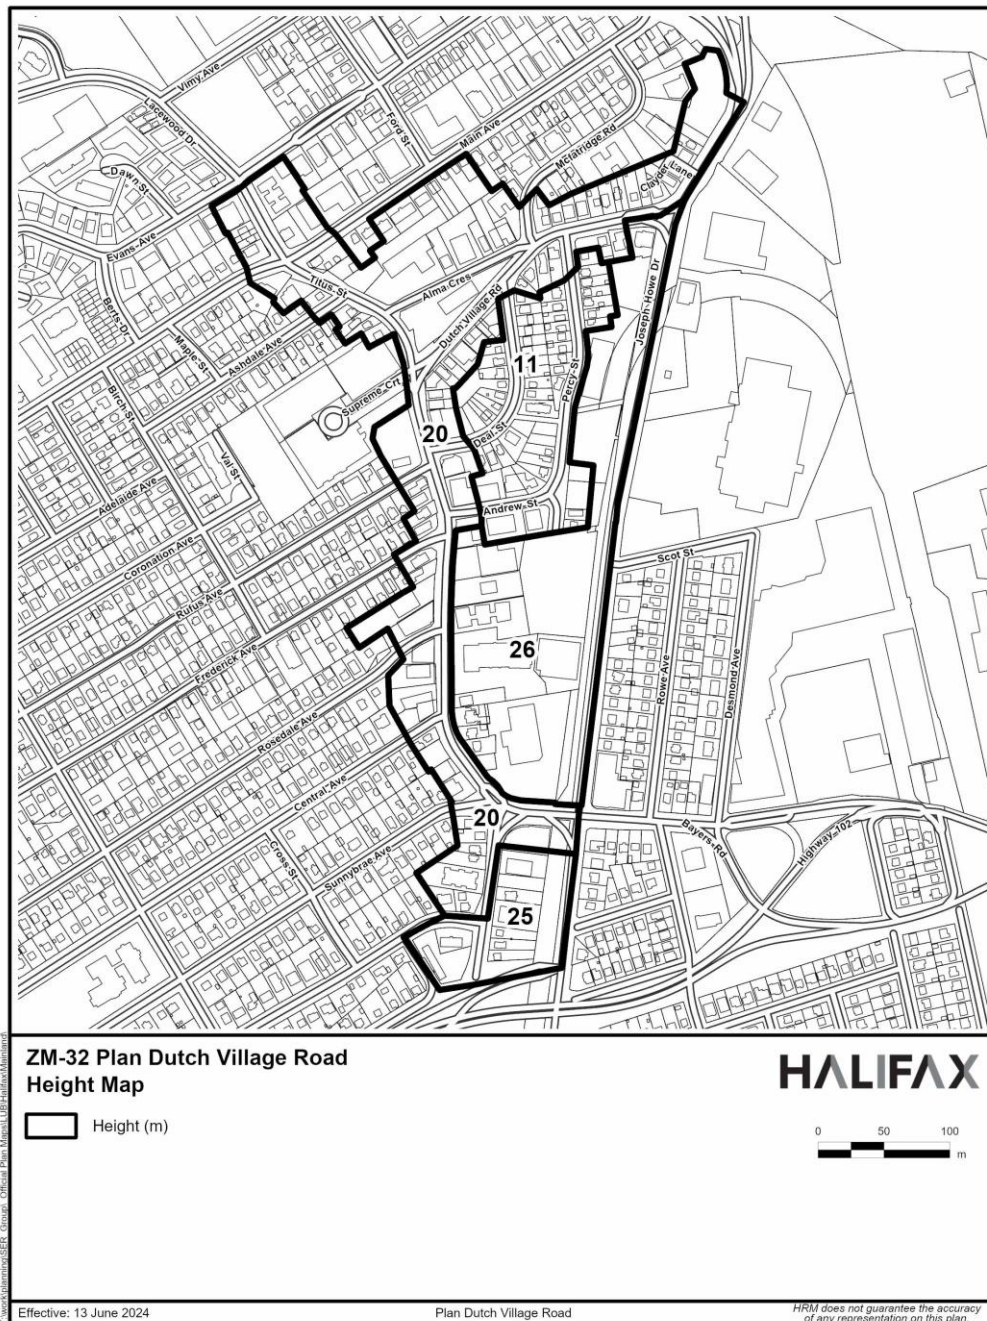 Vimy Ave
Lacewood Dr
Ford St
Main Ave
McLatridge Rd
Dawn St
Clayder Lane
Evans Ave
Titus St
Alma Cres
Joseph Howe Dr
Berts Dr
Dutch Village Rd
Maple St
Ashdale Ave
11
Percy St
Birch St
Supreme Crt
20
Deal St
Val St
Adelaide Ave
Andrew St
Coronation Ave
Scot St
Rufus Ave
Frederick Ave
26
Rowe Ave
Desmond Ave
Rosedale Ave
Central Ave
20
Bayers Rd
Highway 102
Cross St
Sunnybrae Ave
25
ZM-32 Plan Dutch Village Road
Height Map
HALIFAX
Height (m)
0 50 100
m
Effective: 13 June 2024
Plan Dutch Village Road
HRM does not guarantee the accuracy
of any representation on this plan.